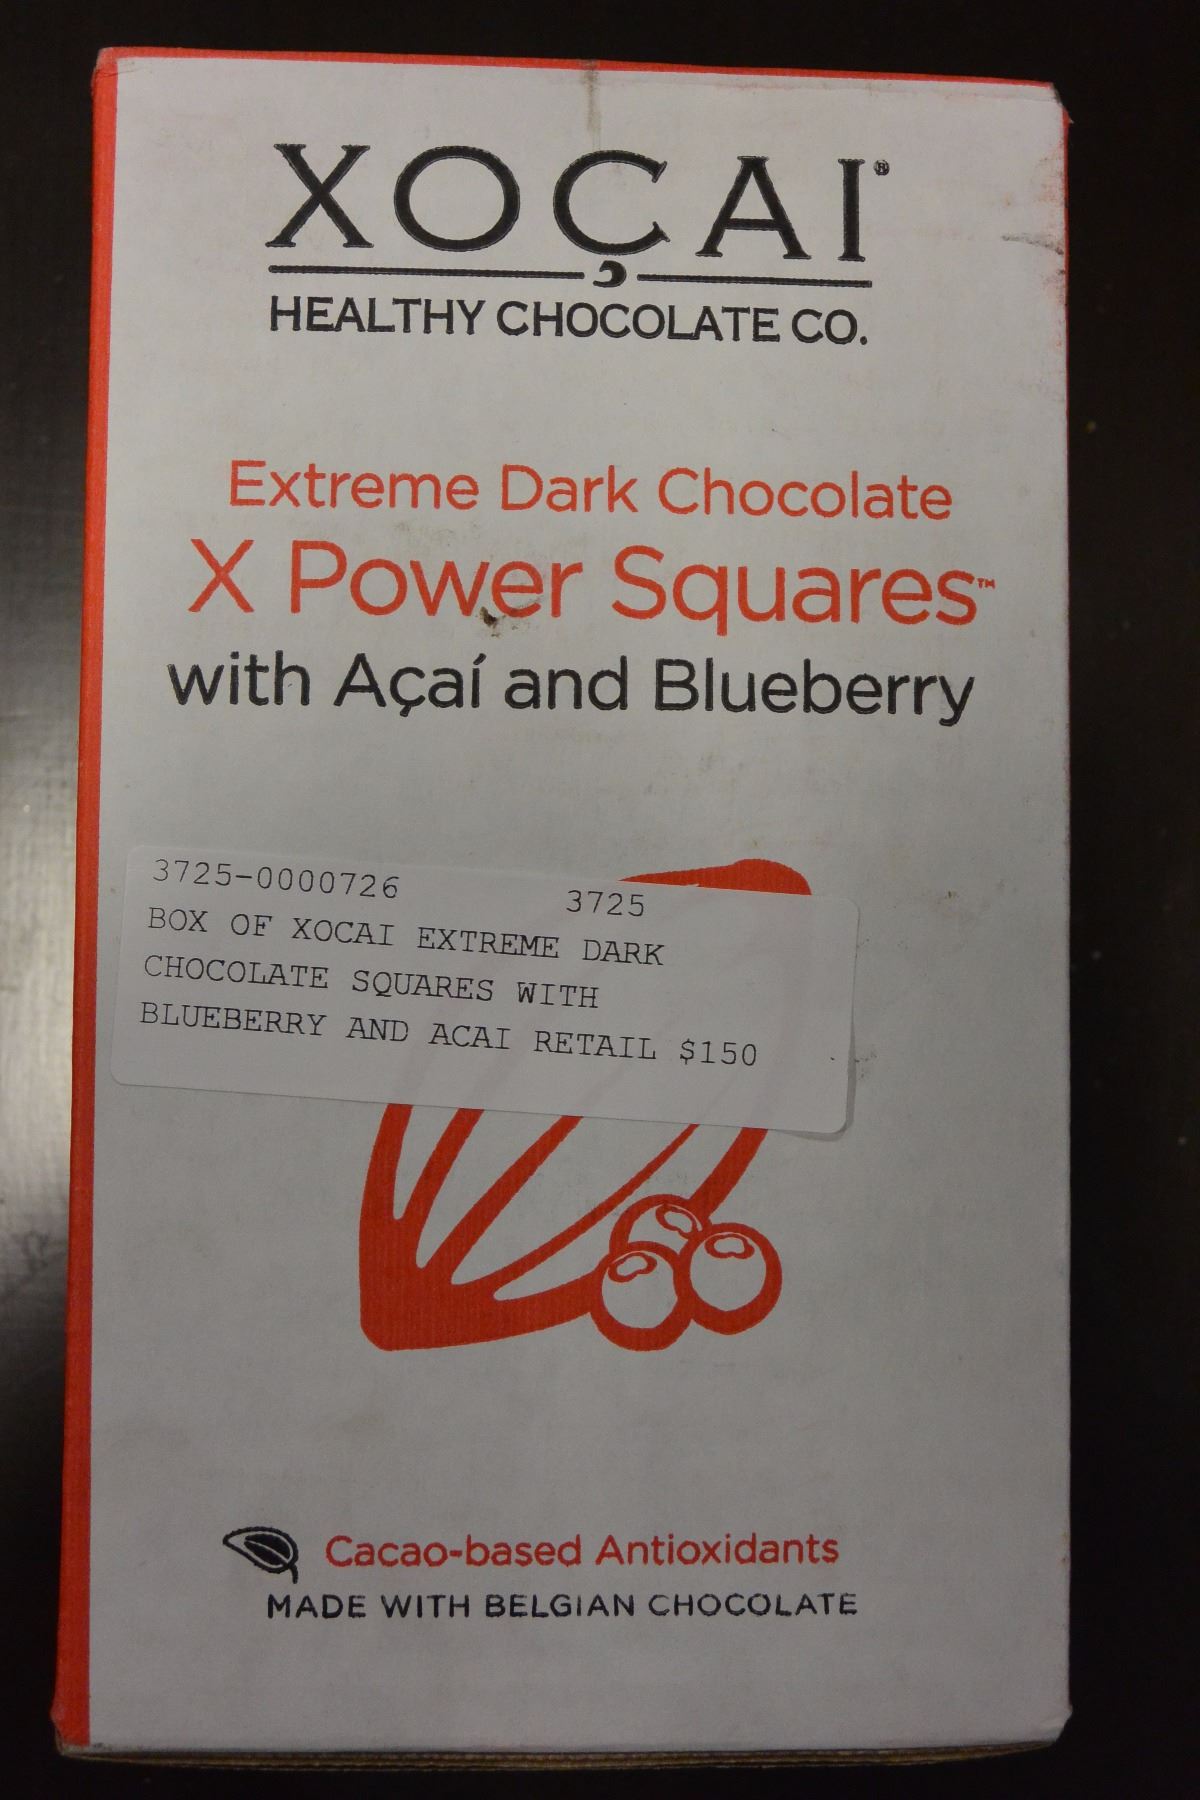 XOÇAI®
HEALTHY CHOCOLATE CO.
Extreme Dark Chocolate
X Power Squares™
with Açaí and Blueberry
3725-0000726 3725
BOX OF XOCAI EXTREME DARK
CHOCOLATE SQUARES WITH
BLUEBERRY AND ACAI RETAIL $150
Cacao-based Antioxidants
MADE WITH BELGIAN CHOCOLATE